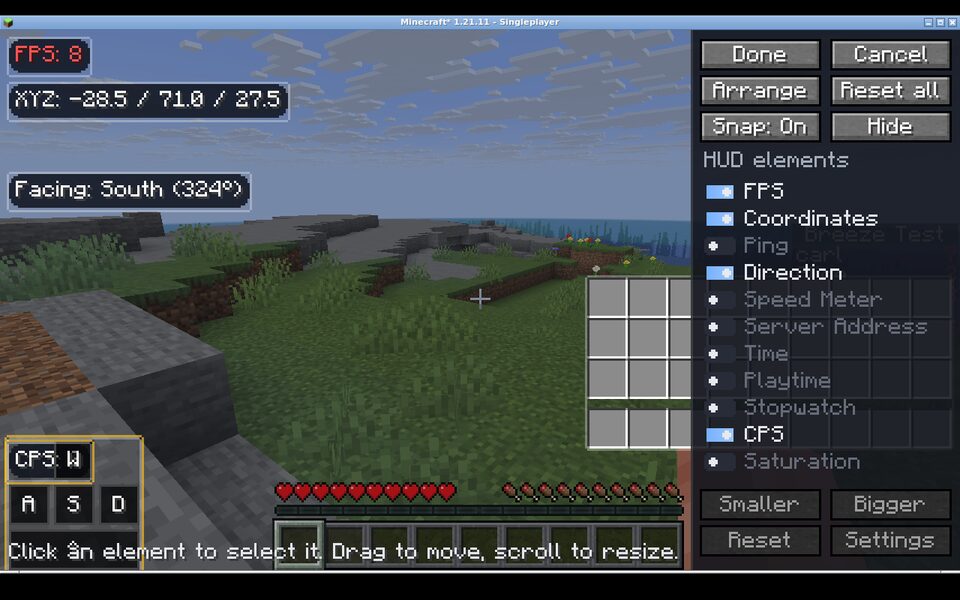 Minecraft* 1.21.11 - Singleplayer
FPS: 8
XYZ: -28.5 / 71.0 / 27.5
Facing: South (324º)
CPS: W
A S D
Click an element to select it. Drag to move, scroll to resize.
Done Cancel
Arrange Reset all
Snap: On Hide
HUD elements
FPS
Coordinates
Ping
Direction
Speed Meter
Server Address
Time
Playtime
Stopwatch
CPS
Saturation
Smaller Bigger
Reset Settings